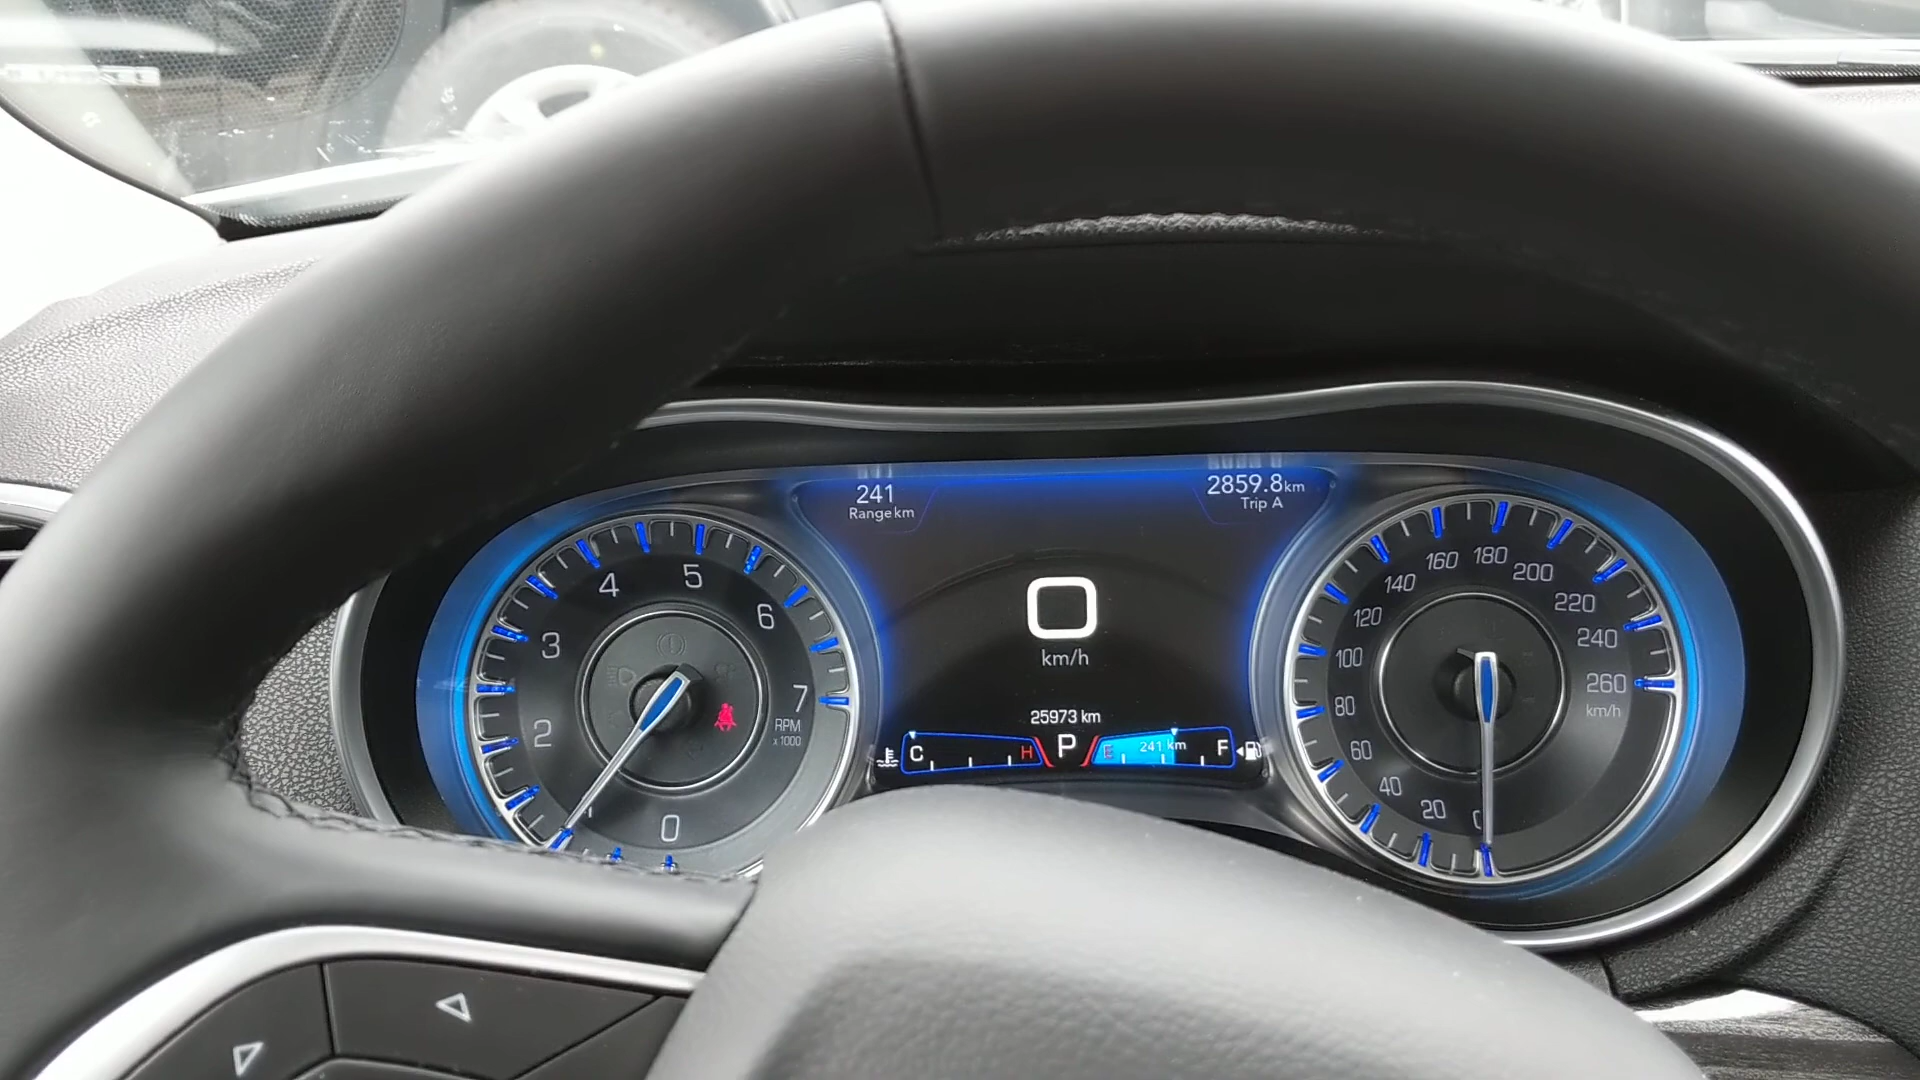 241
Range km
2859.8 km
Trip A
4
5
6
3
7
RPM
x 1000
2
0
0
km/h
25973 km
C
H
P
E
241 km
F
160
180
200
140
220
120
240
100
260
km/h
80
60
40
20